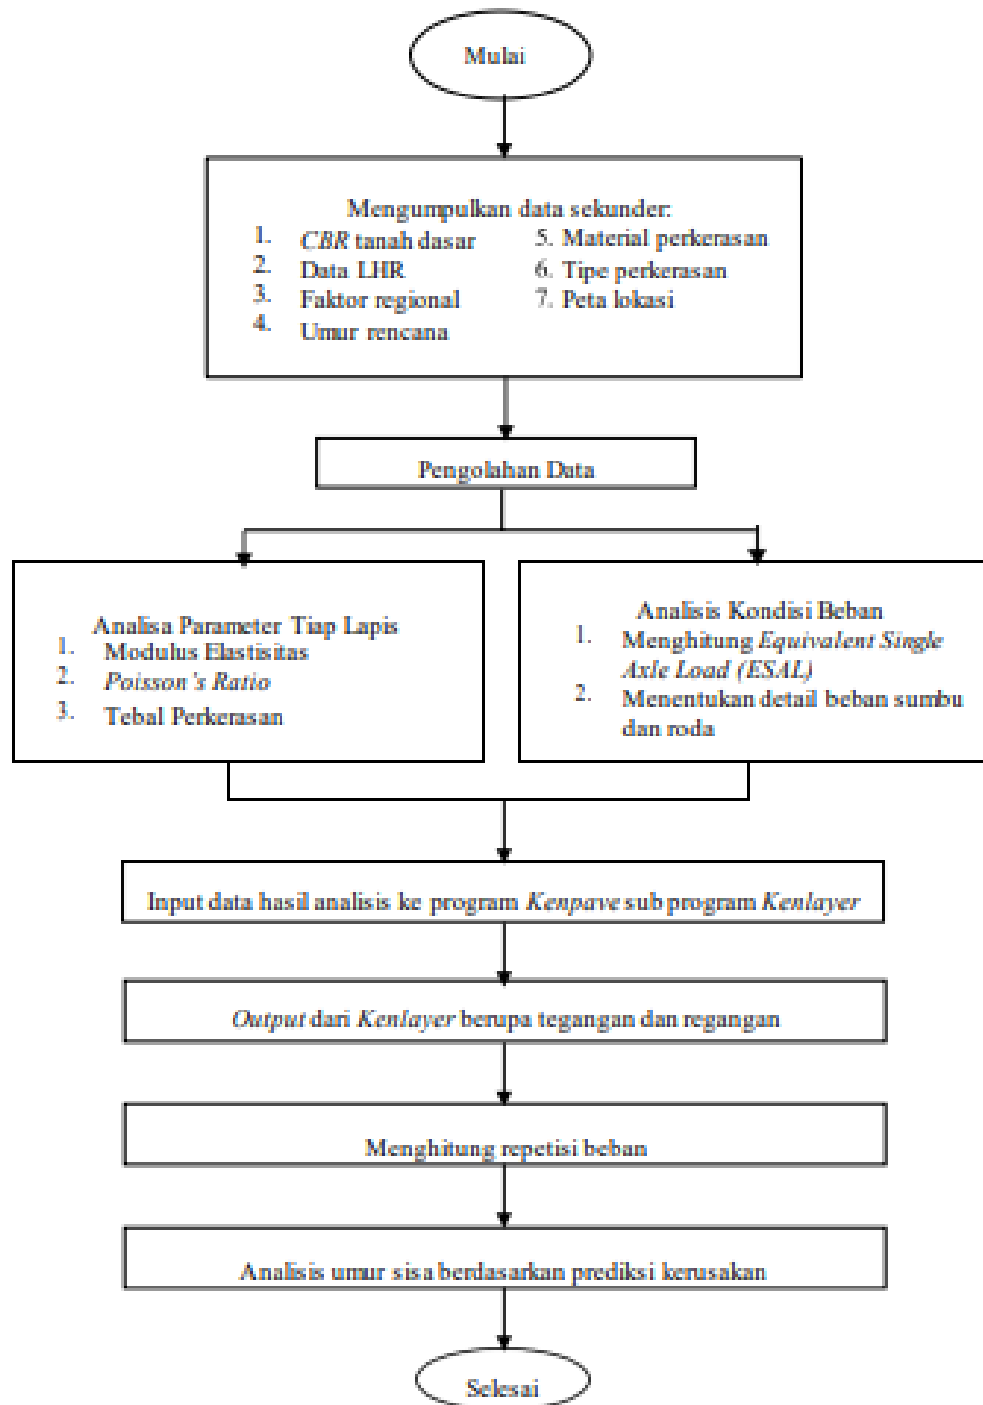 Mulai
Mengumpulkan data sekunder:
1. CBR tanah dasar
2. Data LHR
3. Faktor regional
4. Umur rencana
5. Material perkerasan
6. Tipe perkerasan
7. Peta lokasi
Pengolahan Data
Analisa Parameter Tiap Lapis
1. Modulus Elastisitas
2. Poisson's Ratio
3. Tebal Perkerasan
Analisis Kondisi Beban
1. Menghitung Equivalent Single
Axle Load (ESAL)
2. Menentukan detail beban sumbu
dan roda
Input data hasil analisis ke program Kenpave sub program Kenlayer
Output dari Kenlayer berupa tegangan dan regangan
Menghitung repetisi beban
Analisis umur sisa berdasarkan prediksi kerusakan
Selesai